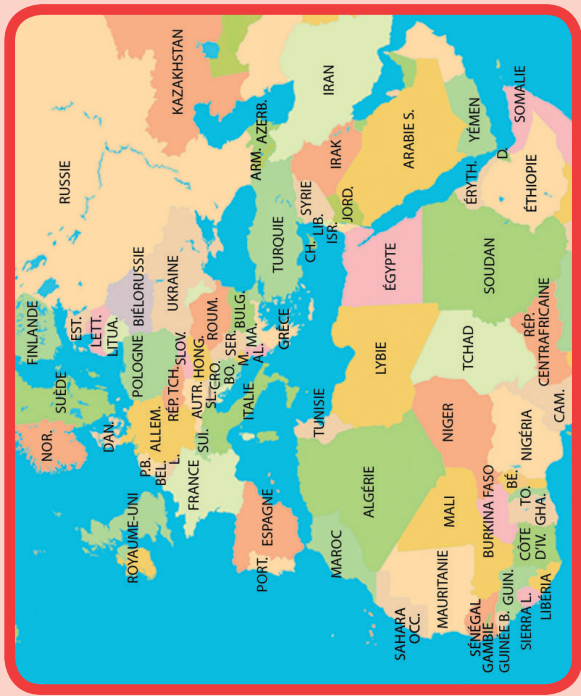 FINLANDE
NOR.
SUÈDE
RUSSIE
EST.
LETT.
LITUA.
DAN.
BIÉLORUSSIE
ROYAUME-UNI
P.B.
BEL.
L.
ALLEM.
POLOGNE
UKRAINE
KAZAKHSTAN
RÉP. TCH.
SLOV.
FRANCE
SUI.
AUTR.
HONG.
ROUM.
SL.
CRO.
BO.
SER.
BULG.
M.
MA.
AL.
ITALIE
GRÈCE
PORT.
ESPAGNE
TURQUIE
ARM.
AZERB.
CH.
LIB.
ISR.
SYRIE
JORD.
IRAK
IRAN
MAROC
ALGÉRIE
TUNISIE
LYBIE
ÉGYPTE
ARABIE S.
SAHARA
OCC.
MAURITANIE
MALI
NIGER
TCHAD
SOUDAN
ÉRYTH.
YÉMEN
D.
SOMALIE
ÉTHIOPIE
SÉNÉGAL
GAMBIE
GUINÉE B.
GUIN.
SIERRA L.
LIBÉRIA
CÔTE
D'IV.
BURKINA FASO
GHA.
TO.
BÉ.
NIGÉRIA
CAM.
RÉP.
CENTRAFRICAINE